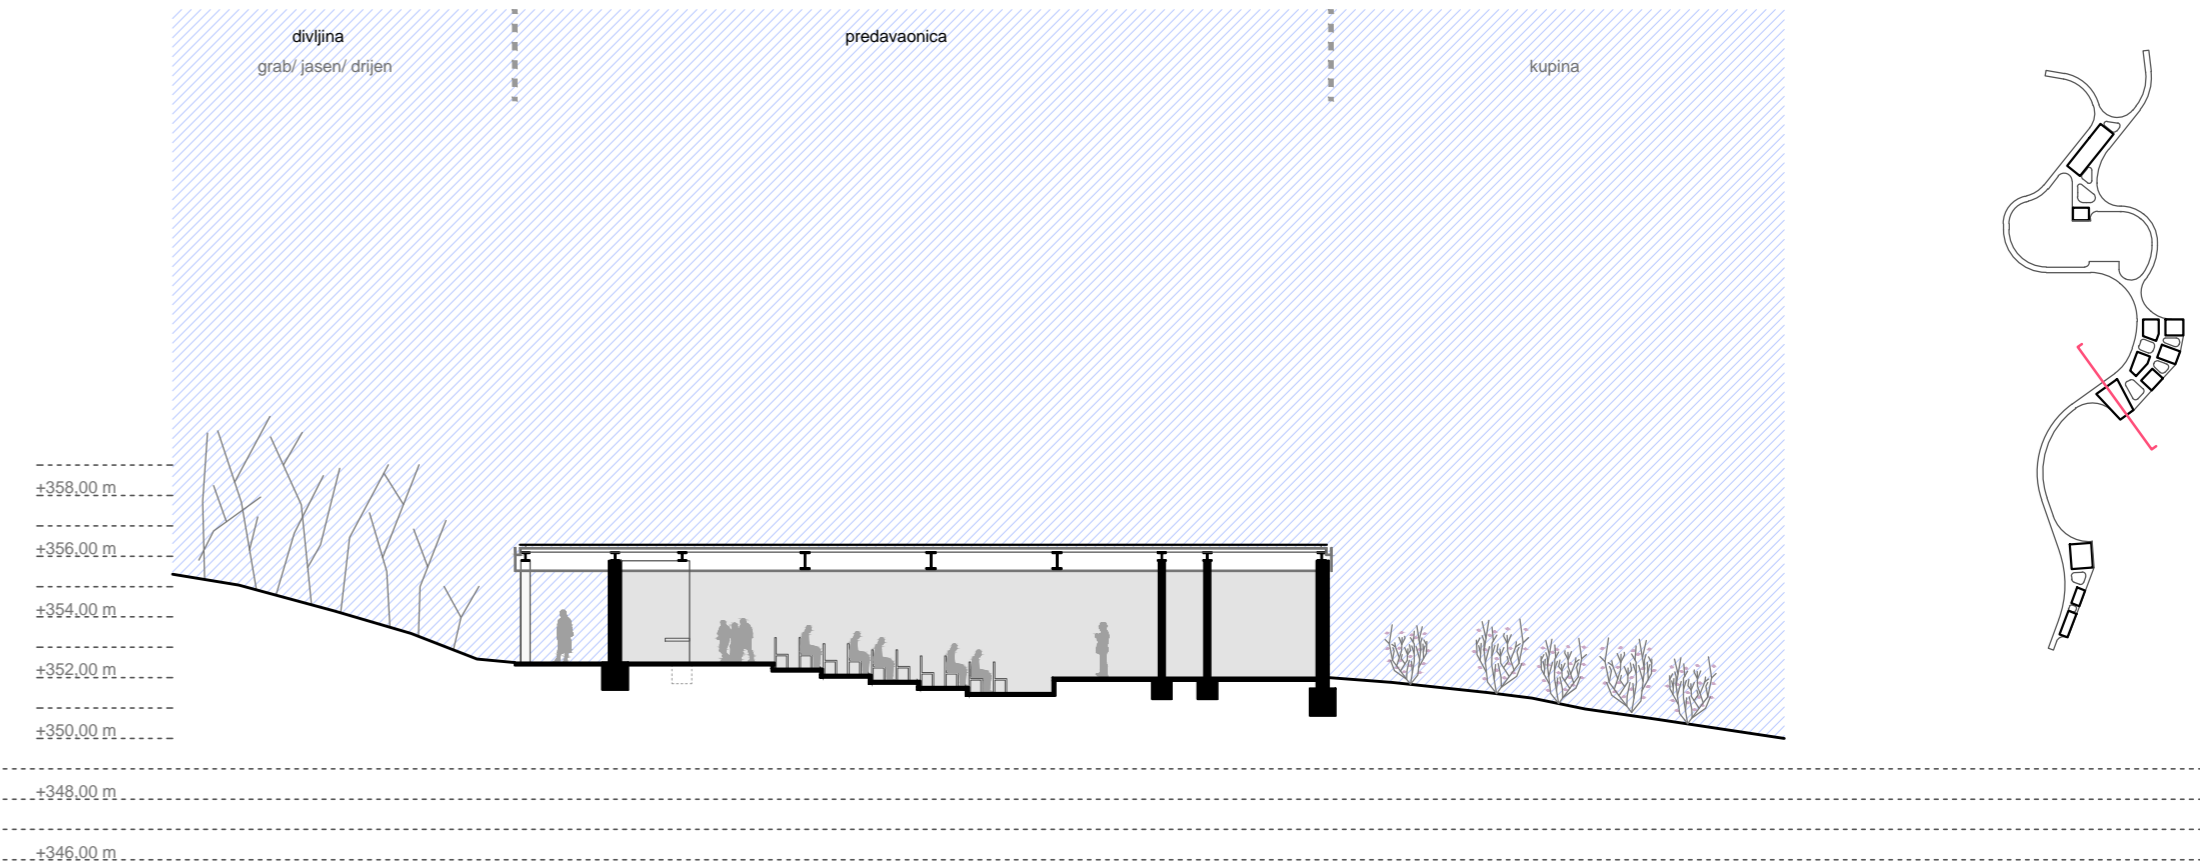 divljina
grab/ jasen/ drijen
predavaonica
kupina
+358,00 m
+356,00 m
+354,00 m
+352,00 m
+350,00 m
+348,00 m
+346,00 m